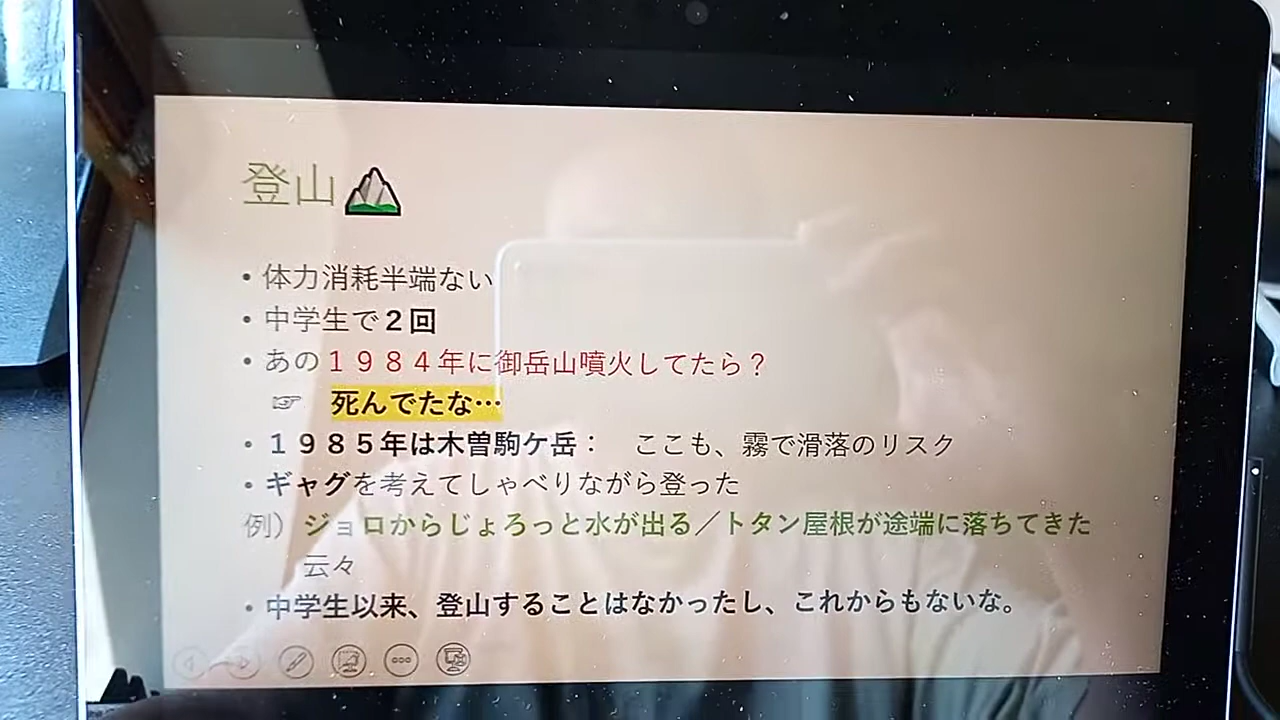 登山
• 体力消耗半端ない
• 中学生で２回
• あの１９８４年に御岳山噴火してたら？
☞ 死んでたな…
• １９８５年は木曽駒ケ岳： ここも、霧で滑落のリスク
• ギャグを考えてしゃべりながら登った
例）ジョロからじょろっと水が出る／トタン屋根が途端に落ちてきた
云々
• 中学生以来、登山することはなかったし、これからもないな。